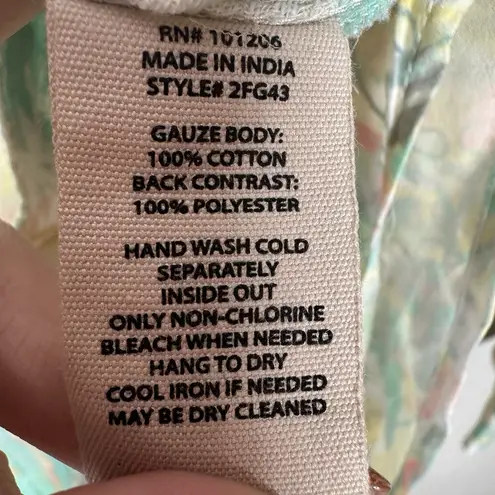 RN# 101206
MADE IN INDIA
STYLE# 2FG43
GAUZE BODY:
100% COTTON
BACK CONTRAST:
100% POLYESTER
HAND WASH COLD
SEPARATELY
INSIDE OUT
ONLY NON-CHLORINE
BLEACH WHEN NEEDED
HANG TO DRY
COOL IRON IF NEEDED
MAY BE DRY CLEANED